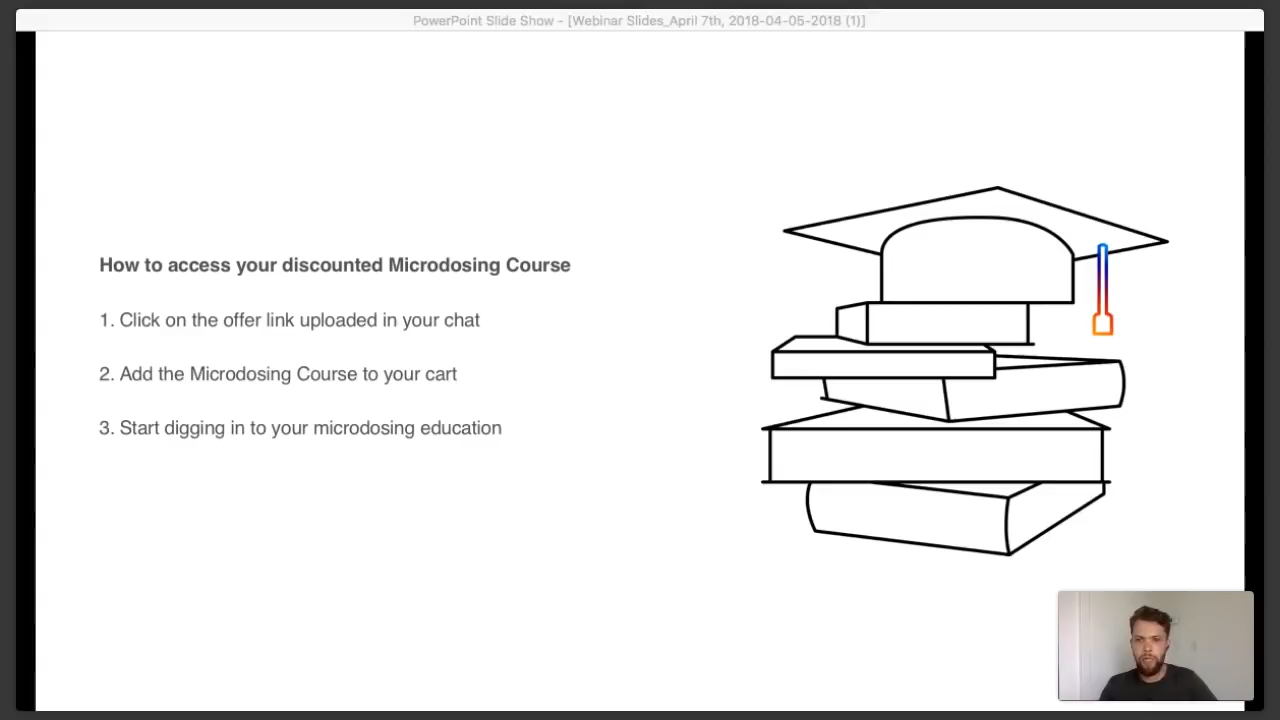 PowerPoint Slide Show - [Webinar Slides_April 7th, 2018-04-05-2018 (1)]
How to access your discounted Microdosing Course
1. Click on the offer link uploaded in your chat
2. Add the Microdosing Course to your cart
3. Start digging in to your microdosing education